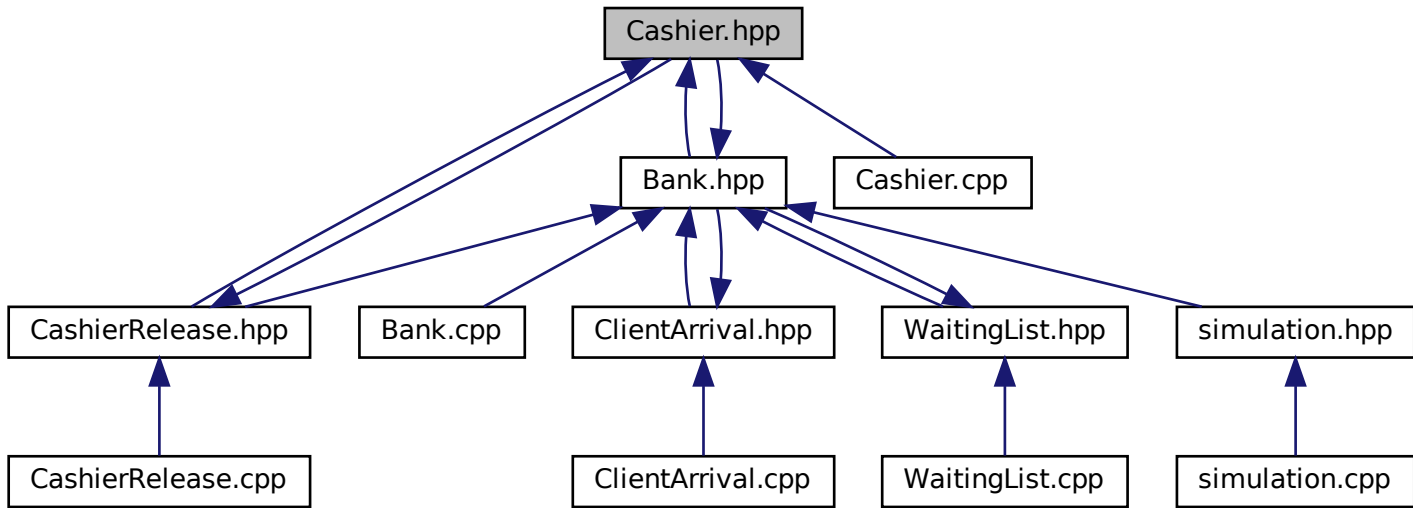 Cashier.hpp
Bank.hpp
Cashier.cpp
CashierRelease.hpp
Bank.cpp
ClientArrival.hpp
WaitingList.hpp
simulation.hpp
CashierRelease.cpp
ClientArrival.cpp
WaitingList.cpp
simulation.cpp